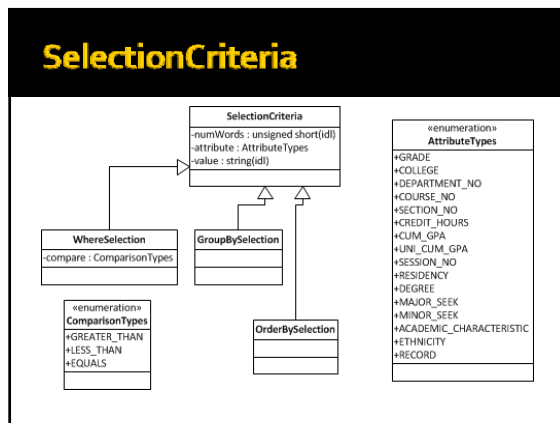 SelectionCriteria
SelectionCriteria
-numWords : unsigned short(idl)
-attribute : AttributeTypes
-value : string(idl)
«enumeration»
AttributeTypes
+GRADE
+COLLEGE
+DEPARTMENT_NO
+COURSE_NO
+SECTION_NO
+CREDIT_HOURS
+CUM_GPA
+UNI_CUM_GPA
+SESSION_NO
+RESIDENCY
+DEGREE
+MAJOR_SEEK
+MINOR_SEEK
+ACADEMIC_CHARACTERISTIC
+ETHNICITY
+RECORD
WhereSelection
-compare : ComparisonTypes
GroupBySelection
«enumeration»
ComparisonTypes
+GREATER_THAN
+LESS_THAN
+EQUALS
OrderBySelection